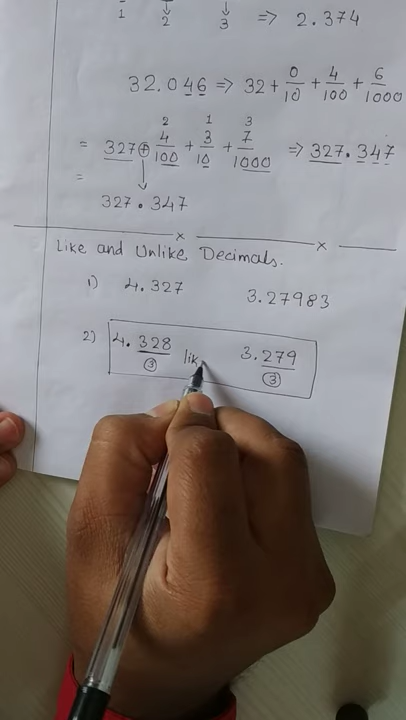 1 2 3 => 2.374
32.046 => 32 + 0/10 + 4/100 + 6/1000
2 1 3
= 327 + 4/100 + 3/10 + 7/1000 => 327.347
=
327.347
x x
Like and Unlike Decimals.
1) 4.327 3.27983
2) 4.328 lik 3.279
3 3